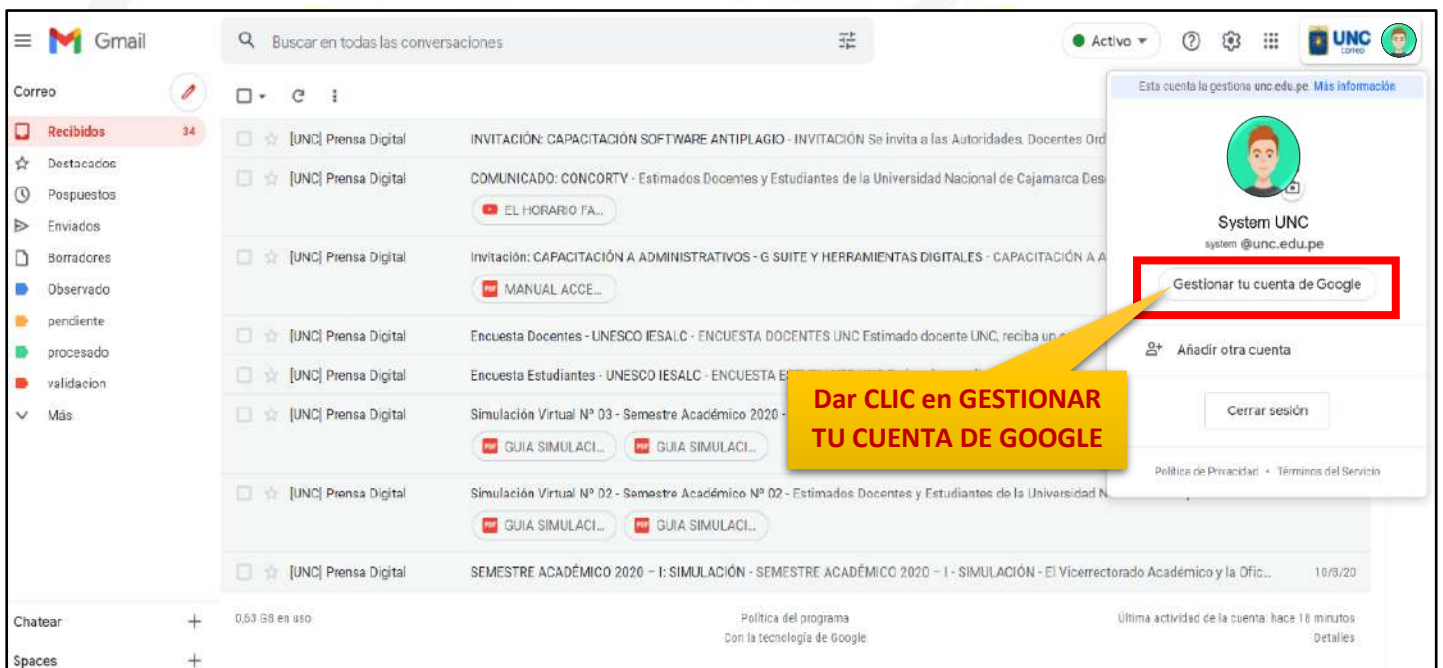 Gmail
Buscar en todas las conversaciones
Activo
UNC
correo
Correo
Recibidos 34
Destacados
Pospuestos
Enviados
Borradores
Observado
pendiente
procesado
validacion
Más
Chatear
Spaces
[UNC] Prensa Digital INVITACIÓN: CAPACITACIÓN SOFTWARE ANTIPLAGIO - INVITACIÓN Se invita a las Autoridades, Docentes Ord
[UNC] Prensa Digital COMUNICADO: CONCORTV - Estimados Docentes y Estudiantes de la Universidad Nacional de Cajamarca Des
EL HORARIO FA...
[UNC] Prensa Digital Invitación: CAPACITACIÓN A ADMINISTRATIVOS - G SUITE Y HERRAMIENTAS DIGITALES - CAPACITACIÓN A A
PDF MANUAL ACCE...
[UNC] Prensa Digital Encuesta Docentes - UNESCO IESALC - ENCUESTA DOCENTES UNC Estimado docente UNC, reciba un
[UNC] Prensa Digital Encuesta Estudiantes - UNESCO IESALC - ENCUESTA
[UNC] Prensa Digital Simulación Virtual Nº 03 - Semestre Académico 2020 -
PDF GUIA SIMULACI... PDF GUIA SIMULACI...
[UNC] Prensa Digital Simulación Virtual Nº 02 - Semestre Académico Nº 02 - Estimados Docentes y Estudiantes de la Universidad
PDF GUIA SIMULACI... PDF GUIA SIMULACI...
[UNC] Prensa Digital SEMESTRE ACADÉMICO 2020 – I: SIMULACIÓN - SEMESTRE ACADÉMICO 2020 – I - SIMULACIÓN - El Vicerrectorado Académico y la Ofic... 10/8/20
0,53 GB en uso
Política del programa
Con la tecnología de Google
Última actividad de la cuenta: hace 18 minutos
Detalles
Esta cuenta la gestiona unc.edu.pe. Más información
System UNC
system @unc.edu.pe
Gestionar tu cuenta de Google
Añadir otra cuenta
Cerrar sesión
Política de Privacidad • Términos del Servicio
Dar CLIC en GESTIONAR
TU CUENTA DE GOOGLE